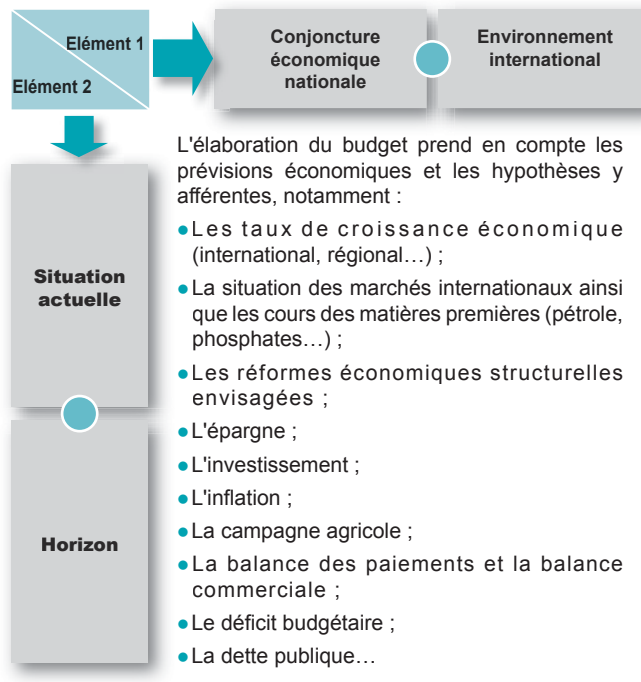 Elément 1
Elément 2
Conjoncture
économique
nationale
Environnement
international
Situation
actuelle
Horizon
L'élaboration du budget prend en compte les
prévisions économiques et les hypothèses y
afférentes, notamment :
●Les taux de croissance économique
(international, régional…) ;
●La situation des marchés internationaux ainsi
que les cours des matières premières (pétrole,
phosphates…) ;
●Les réformes économiques structurelles
envisagées ;
●L'épargne ;
●L'investissement ;
●L'inflation ;
●La campagne agricole ;
●La balance des paiements et la balance
commerciale ;
●Le déficit budgétaire ;
●La dette publique…